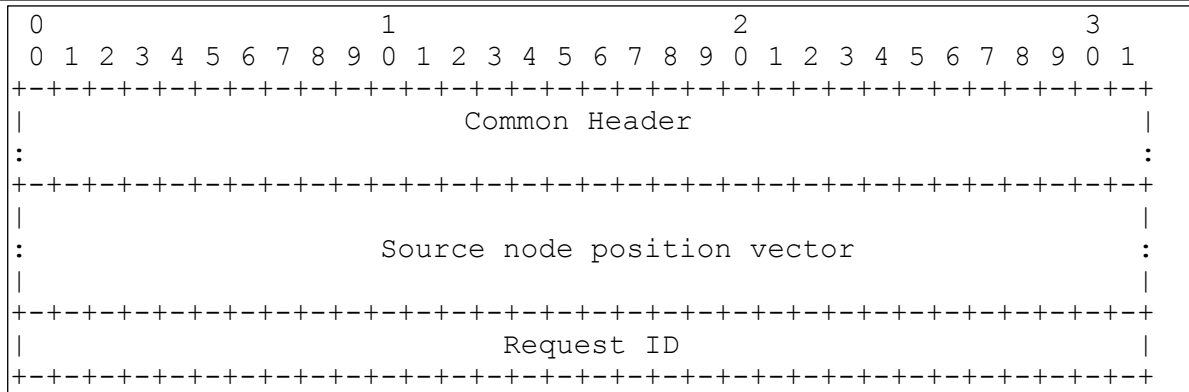 0                   1                   2                   3
 0 1 2 3 4 5 6 7 8 9 0 1 2 3 4 5 6 7 8 9 0 1 2 3 4 5 6 7 8 9 0 1
+-+-+-+-+-+-+-+-+-+-+-+-+-+-+-+-+-+-+-+-+-+-+-+-+-+-+-+-+-+-+-+-+
|                         Common Header                         |
:                                                               :
+-+-+-+-+-+-+-+-+-+-+-+-+-+-+-+-+-+-+-+-+-+-+-+-+-+-+-+-+-+-+-+-+
|                                                               |
:                    Source node position vector                :
|                                                               |
+-+-+-+-+-+-+-+-+-+-+-+-+-+-+-+-+-+-+-+-+-+-+-+-+-+-+-+-+-+-+-+-+
|                           Request ID                          |
+-+-+-+-+-+-+-+-+-+-+-+-+-+-+-+-+-+-+-+-+-+-+-+-+-+-+-+-+-+-+-+-+